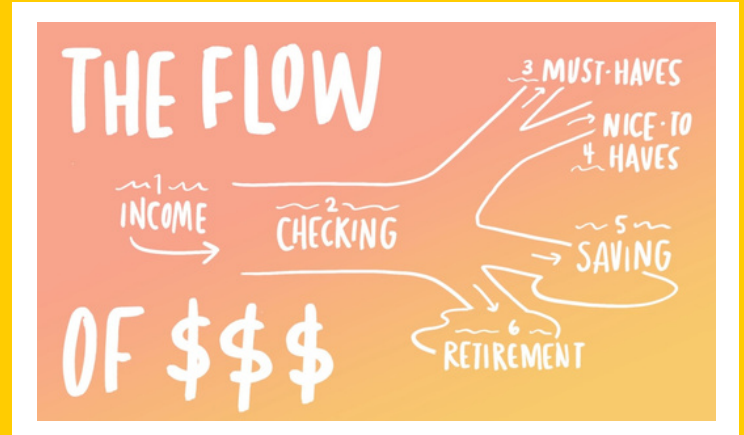 THE FLOW
OF $$$
1
INCOME
2
CHECKING
3 MUST-HAVES
NICE-TO
4 HAVES
5
SAVING
6
RETIREMENT